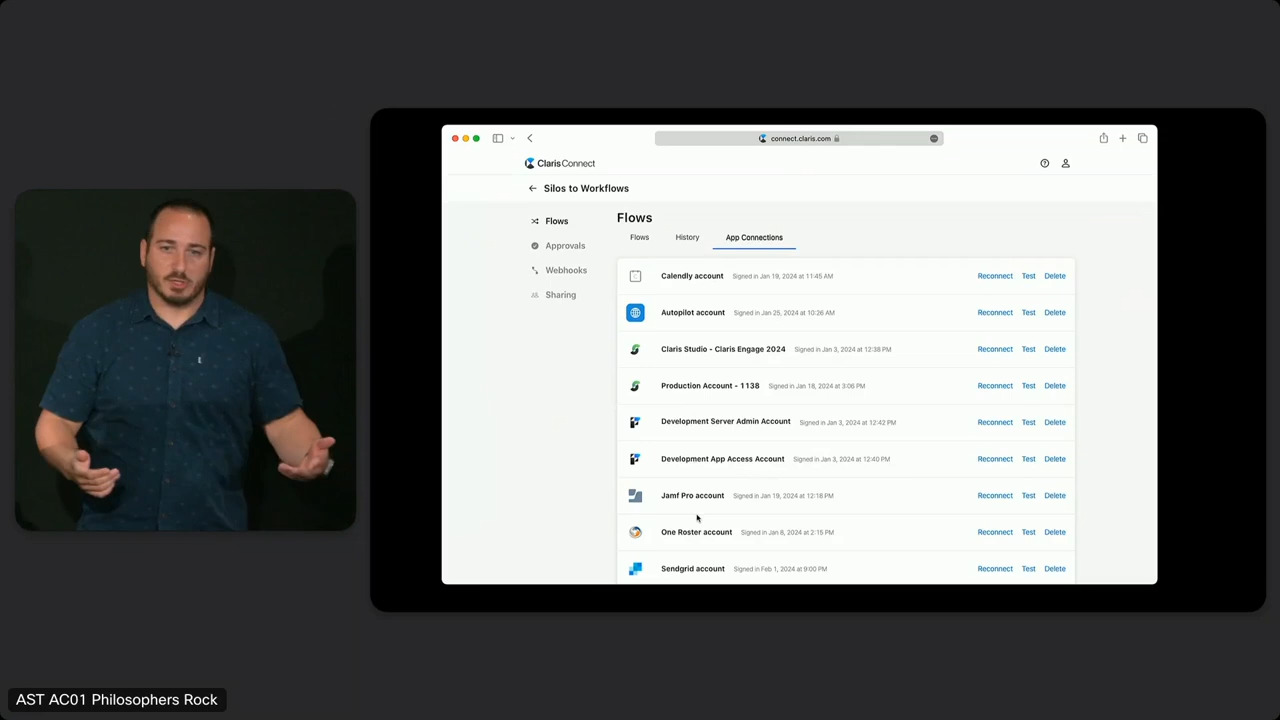 connect.claris.com
Claris Connect
Silos to Workflows
Flows
Approvals
Webhooks
Sharing
Flows
Flows History App Connections
Calendly account Signed in Jan 19, 2024 at 11:45 AM Reconnect Test Delete
Autopilot account Signed in Jan 25, 2024 at 10:26 AM Reconnect Test Delete
Claris Studio - Claris Engage 2024 Signed in Jan 3, 2024 at 12:38 PM Reconnect Test Delete
Production Account - 1138 Signed in Jan 18, 2024 at 3:06 PM Reconnect Test Delete
Development Server Admin Account Signed in Jan 3, 2024 at 12:42 PM Reconnect Test Delete
Development App Access Account Signed in Jan 3, 2024 at 12:40 PM Reconnect Test Delete
Jamf Pro account Signed in Jan 19, 2024 at 12:18 PM Reconnect Test Delete
One Roster account Signed in Jan 8, 2024 at 2:15 PM Reconnect Test Delete
Sendgrid account Signed in Feb 1, 2024 at 9:00 PM Reconnect Test Delete
AST AC01 Philosophers Rock